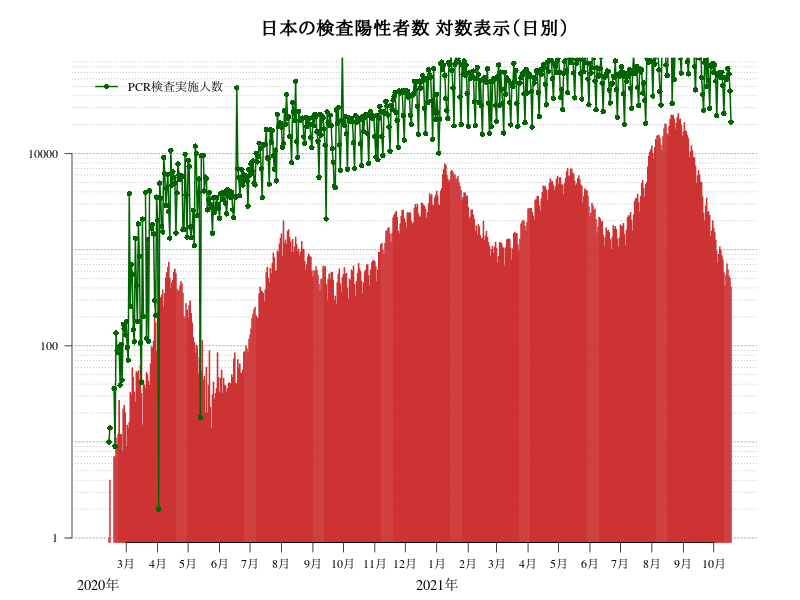 日本の検査陽性者数 対数表示(日別)
PCR検査実施人数
10000
100
1
3月 4月 5月 6月 7月 8月 9月 10月 11月 12月 1月 2月 3月 4月 5月 6月 7月 8月 9月 10月
2020年 2021年